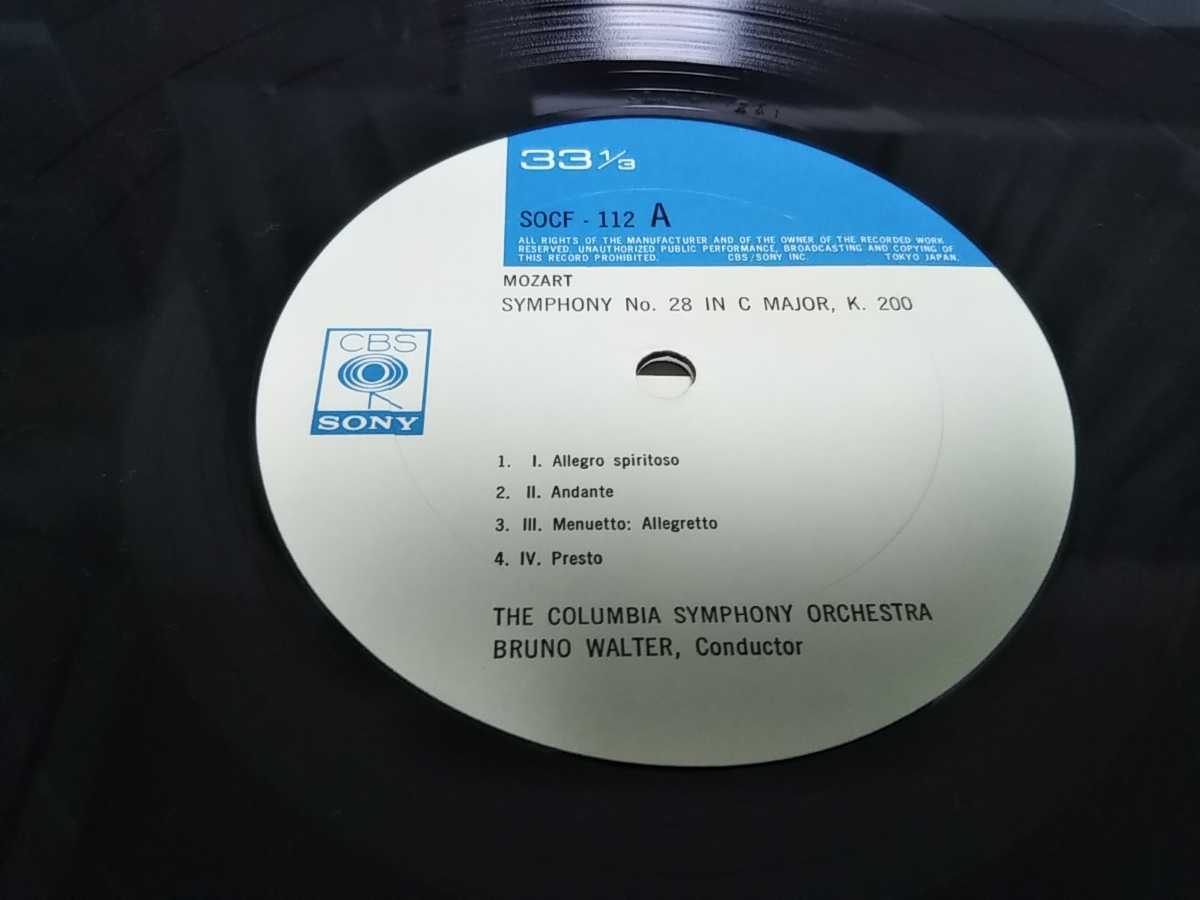 33 1/3
SOCF - 112 A
ALL RIGHTS OF THE MANUFACTURER AND OF THE OWNER OF THE RECORDED WORK
RESERVED. UNAUTHORIZED PUBLIC PERFORMANCE, BROADCASTING AND COPYING OF
THIS RECORD PROHIBITED. CBS/SONY INC. TOKYO JAPAN.
MOZART
SYMPHONY No. 28 IN C MAJOR, K. 200
CBS
SONY
1. I. Allegro spiritoso
2. II. Andante
3. III. Menuetto: Allegretto
4. IV. Presto
THE COLUMBIA SYMPHONY ORCHESTRA
BRUNO WALTER, Conductor